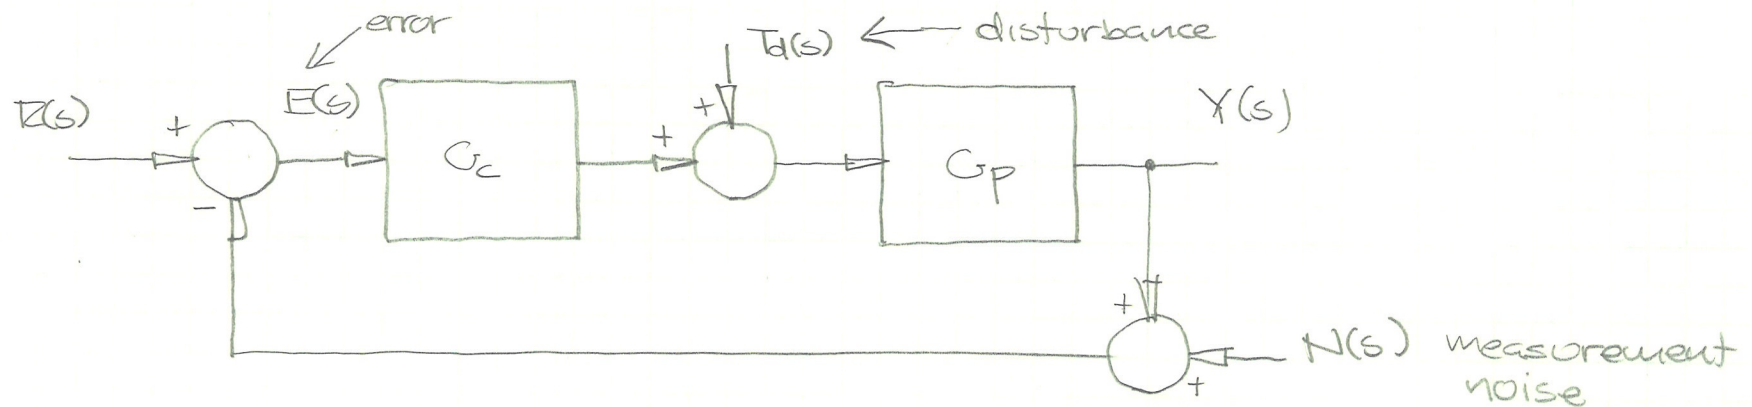 error
Td(s) ← disturbance
R(s)
+
E(s)
Gc
+
+
Gp
Y(s)
-
+
N(s) measurement
noise
+